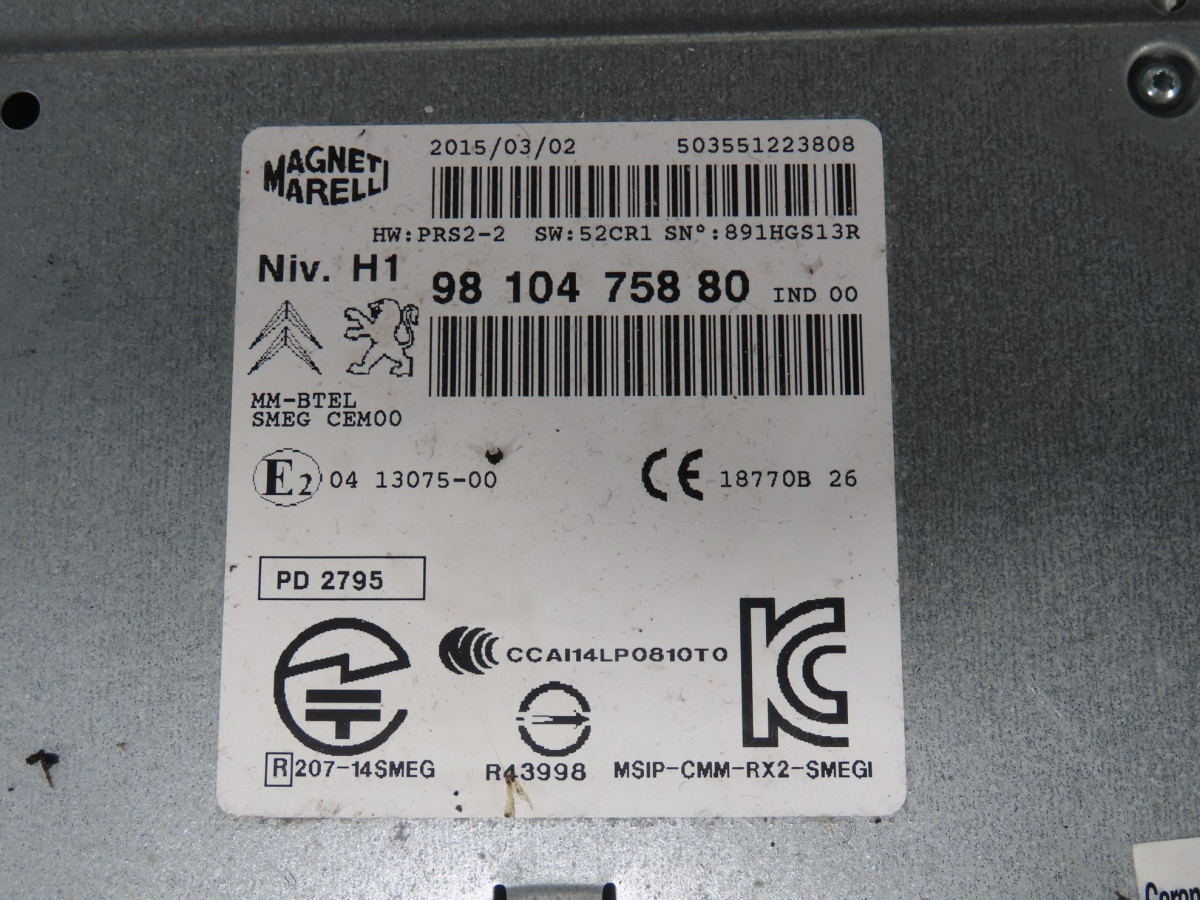 MAGNETI
MARELLI
2015/03/02 503551223808
HW:PRS2-2 SW:52CR1 SN°:891HGS13R
Niv. H1 98 104 758 80 IND 00
MM-BTEL
SMEG CEM00
E2 04 13075-00 CE 18770B 26
PD 2795
CCAI14LP0810T0
KC
R 207-14SMEG R43998 MSIP-CMM-RX2-SMEGI